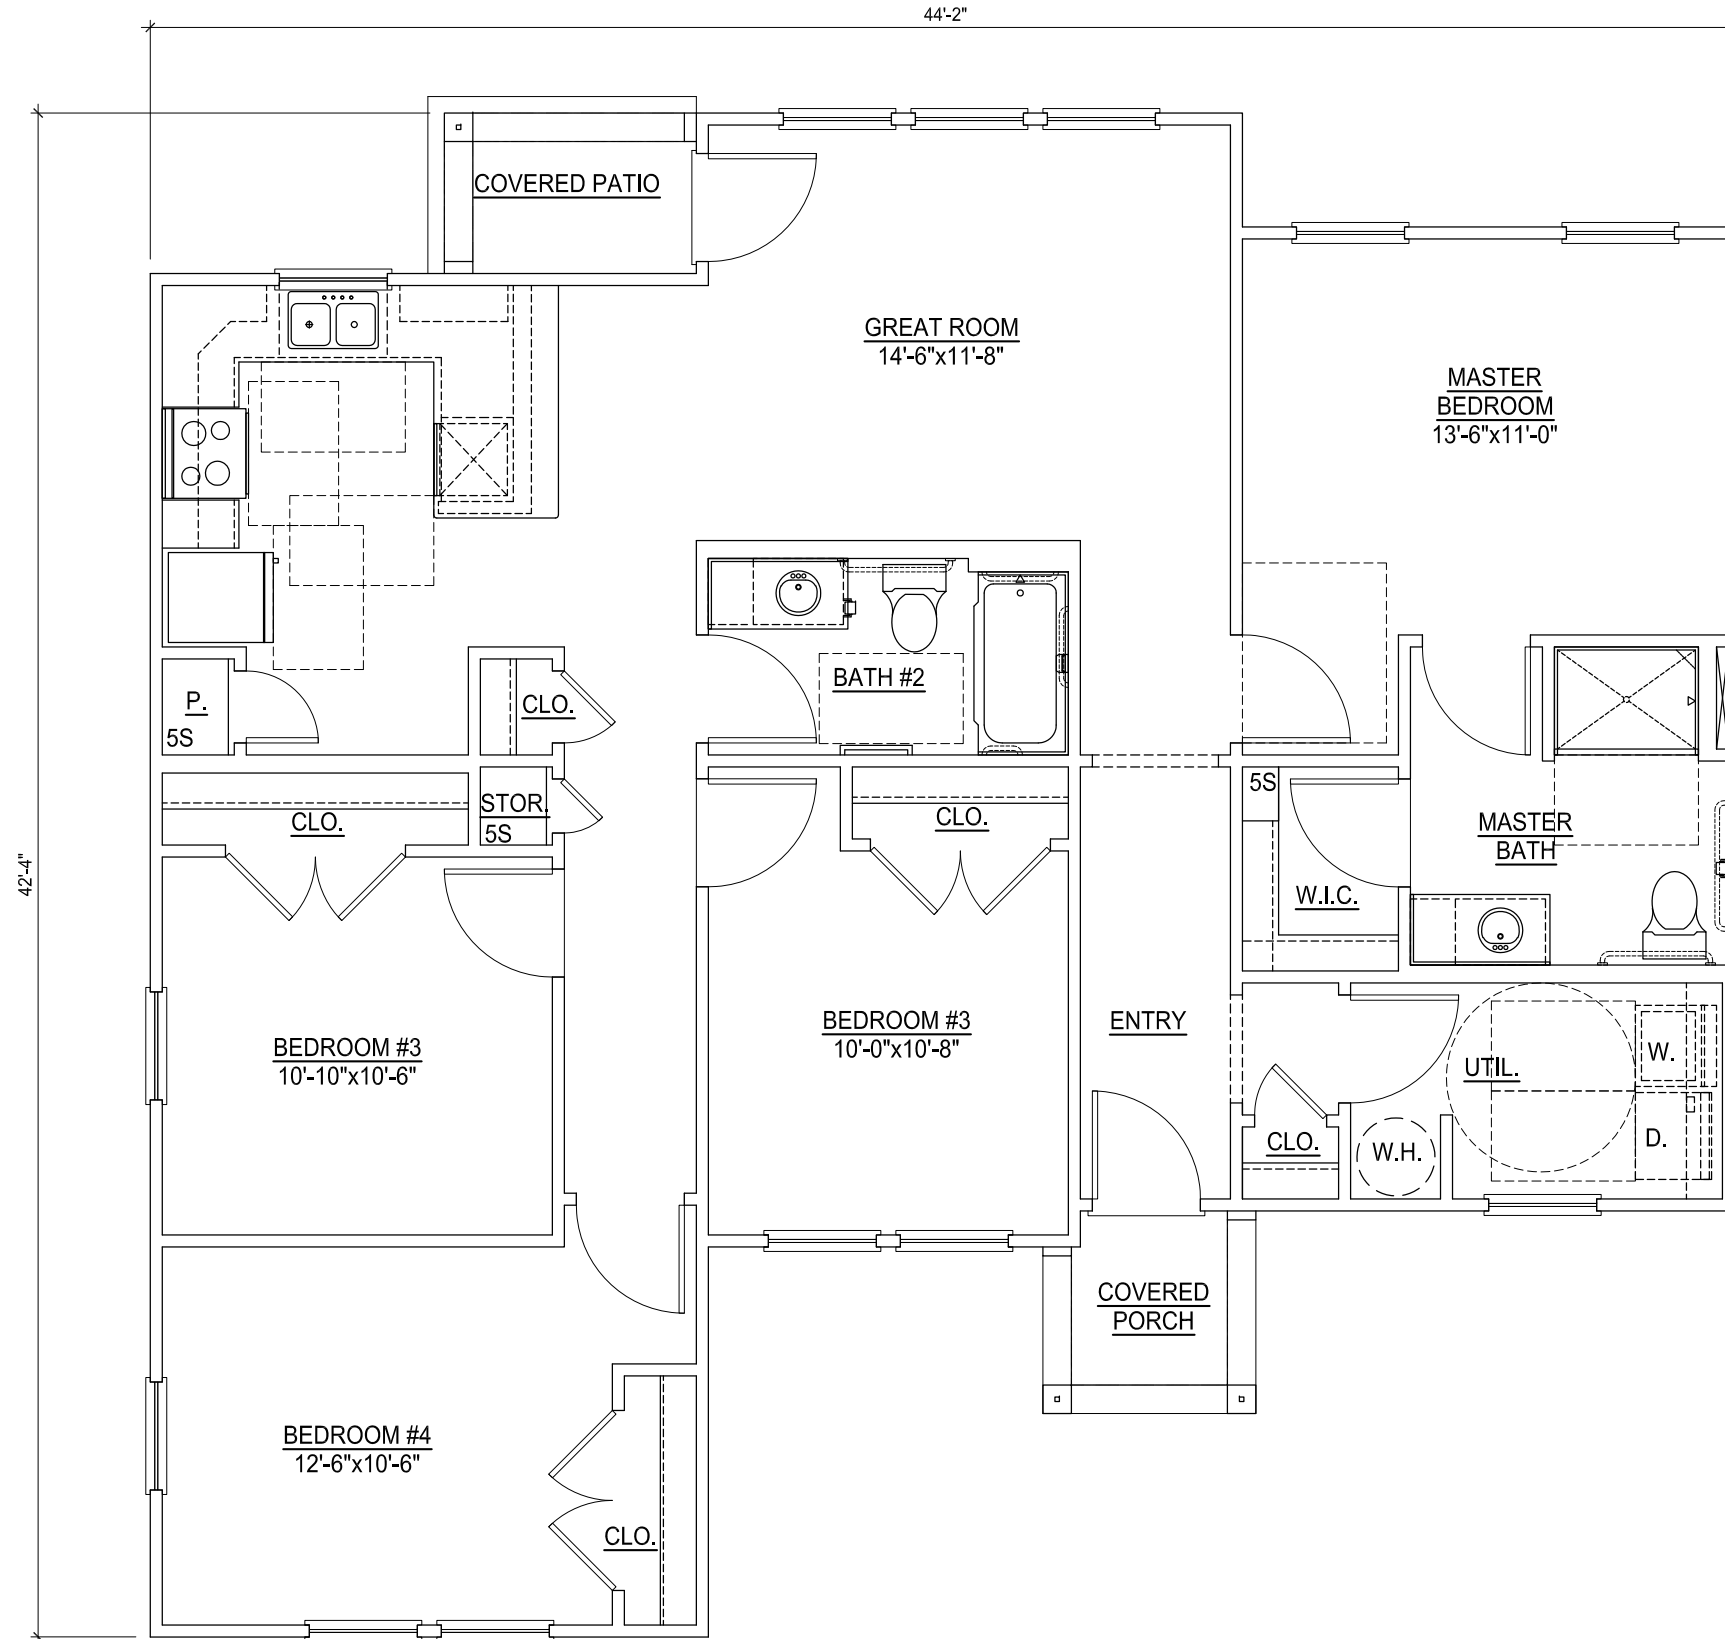 44'-2"
COVERED PATIO
GREAT ROOM
14'-6"x11'-8"
MASTER
BEDROOM
13'-6"x11'-0"
BATH #2
P.
5S
CLO.
STOR.
5S
CLO.
CLO.
5S
MASTER
BATH
W.I.C.
42'-4"
BEDROOM #3
10'-10"x10'-6"
BEDROOM #3
10'-0"x10'-8"
ENTRY
UTIL.
W.
D.
CLO.
W.H.
COVERED
PORCH
BEDROOM #4
12'-6"x10'-6"
CLO.